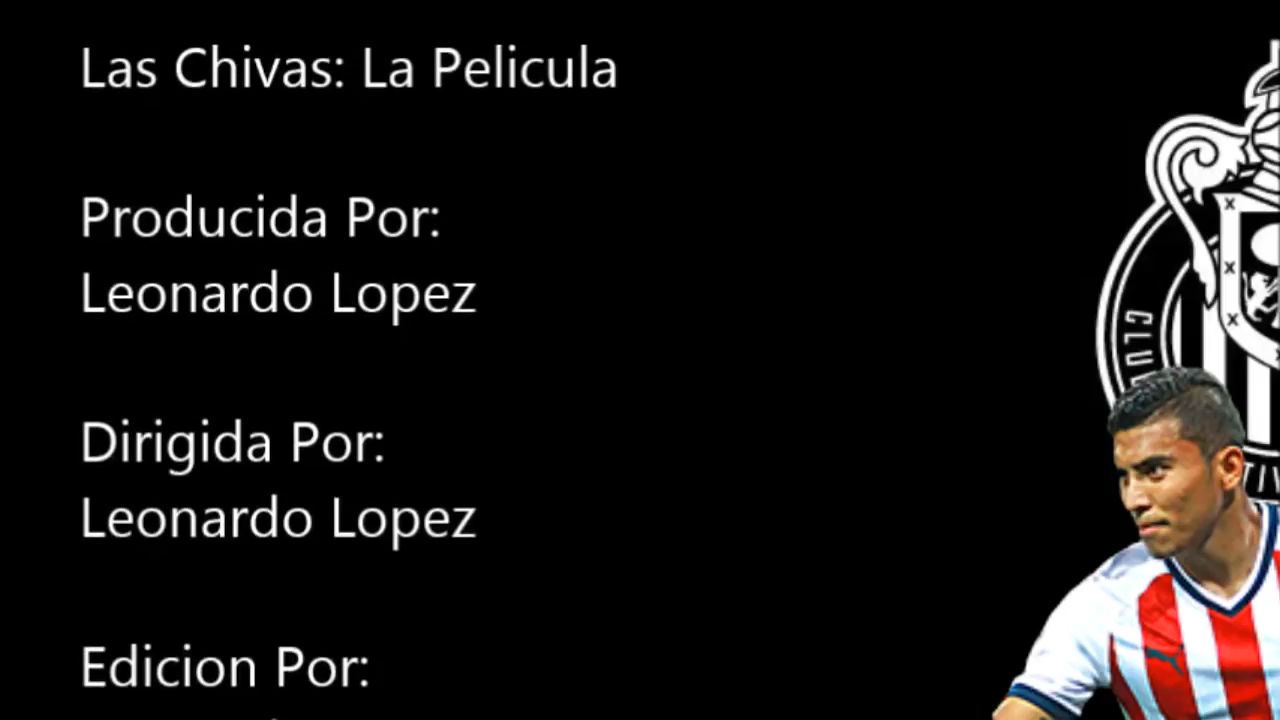 Las Chivas: La Pelicula
Producida Por:
Leonardo Lopez
Dirigida Por:
Leonardo Lopez
Edicion Por: